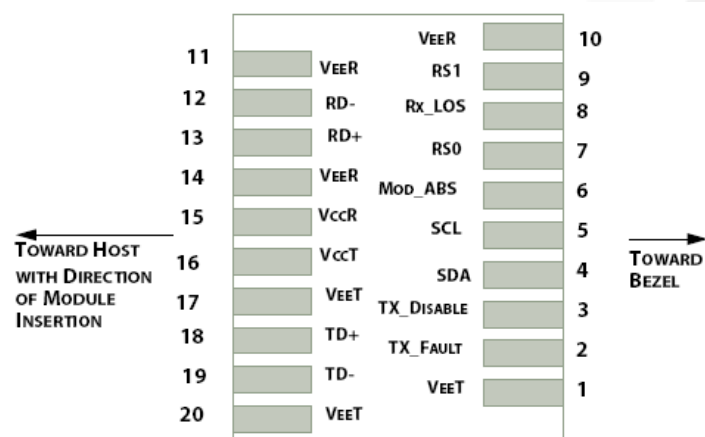 VEER 10
11 VEER
RS1 9
12 RD-
Rx_LOS 8
13 RD+
RS0 7
14 VEER
MOD_ABS 6
15 VCCR
SCL 5
16 VCCT
SDA 4
17 VEET
TX_DISABLE 3
18 TD+
TX_FAULT 2
19 TD-
VEET 1
20 VEET
TOWARD HOST
WITH DIRECTION
OF MODULE
INSERTION
TOWARD
BEZEL